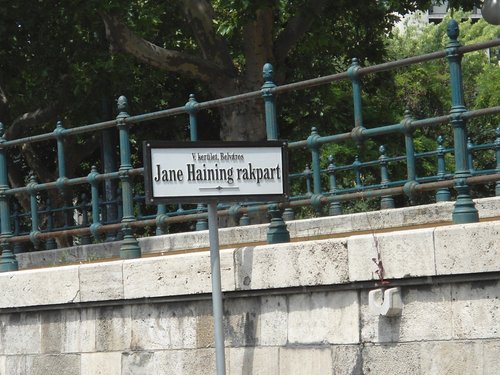 V. kerület, Belváros
Jane Haining rakpart